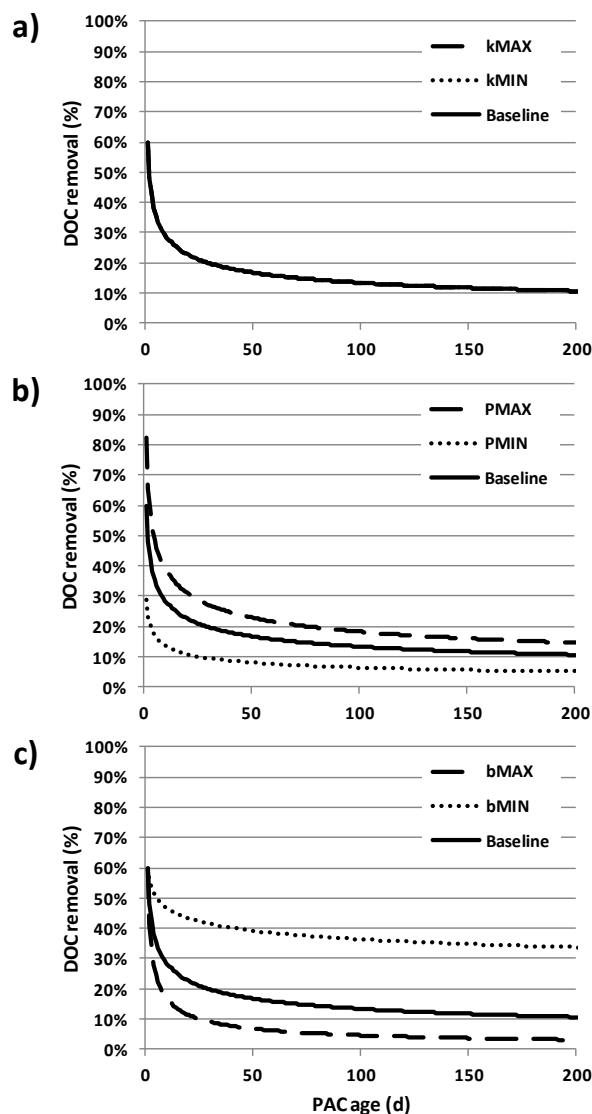 a)
DOC removal (%)
100%
90%
80%
70%
60%
50%
40%
30%
20%
10%
0%
kMAX
kMIN
Baseline
0 50 100 150 200
b)
DOC removal (%)
100%
90%
80%
70%
60%
50%
40%
30%
20%
10%
0%
PMAX
PMIN
Baseline
0 50 100 150 200
c)
DOC removal (%)
100%
90%
80%
70%
60%
50%
40%
30%
20%
10%
0%
bMAX
bMIN
Baseline
0 50 100 150 200
PAC age (d)